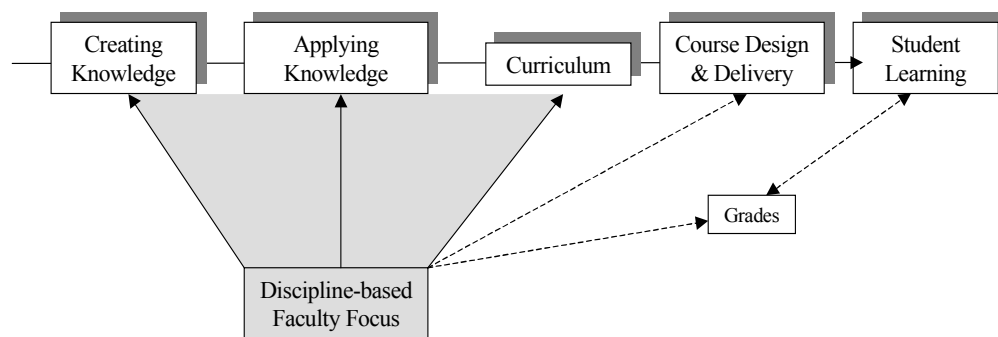 Creating
Knowledge
Applying
Knowledge
Curriculum
Course Design
& Delivery
Student
Learning
Grades
Discipline-based
Faculty Focus